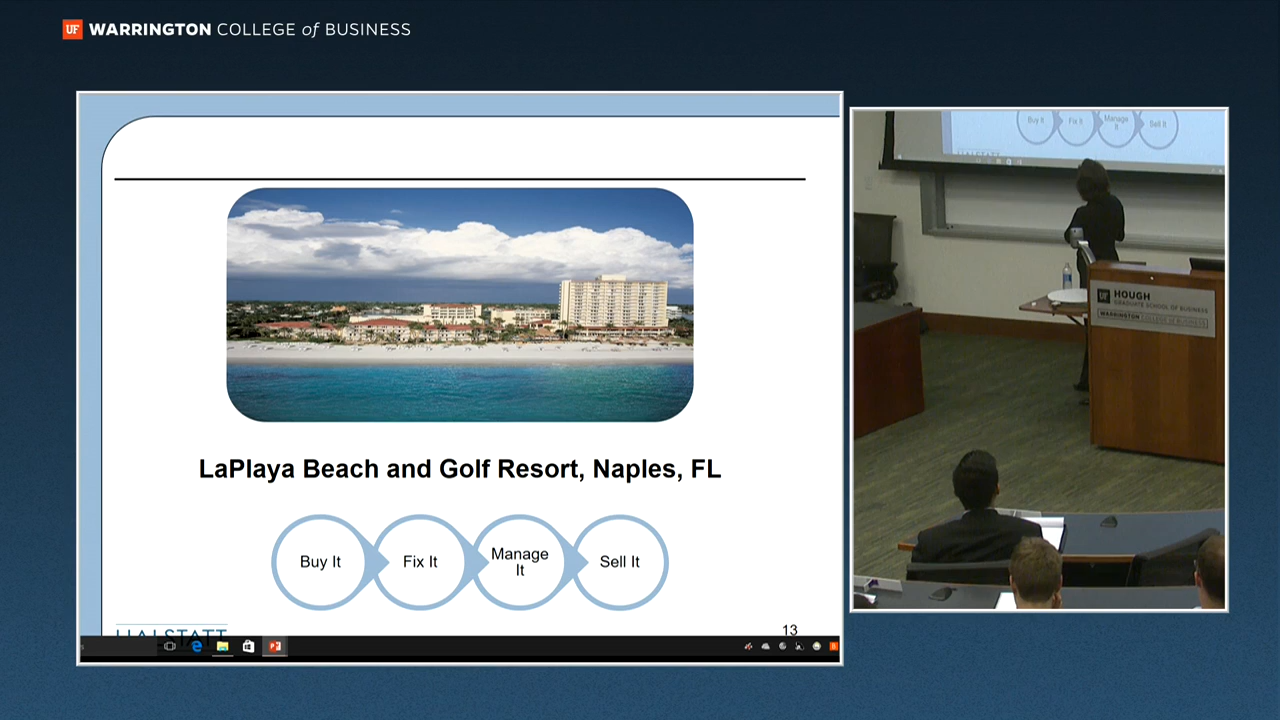 UF WARRINGTON COLLEGE of BUSINESS
LaPlaya Beach and Golf Resort, Naples, FL
Buy It
Fix It
Manage
It
Sell It
HALSTATT
13
Buy It
Fix It
Manage
It
Sell It
UF HOUGH
GRADUATE SCHOOL OF BUSINESS
WARRINGTON COLLEGE OF BUSINESS